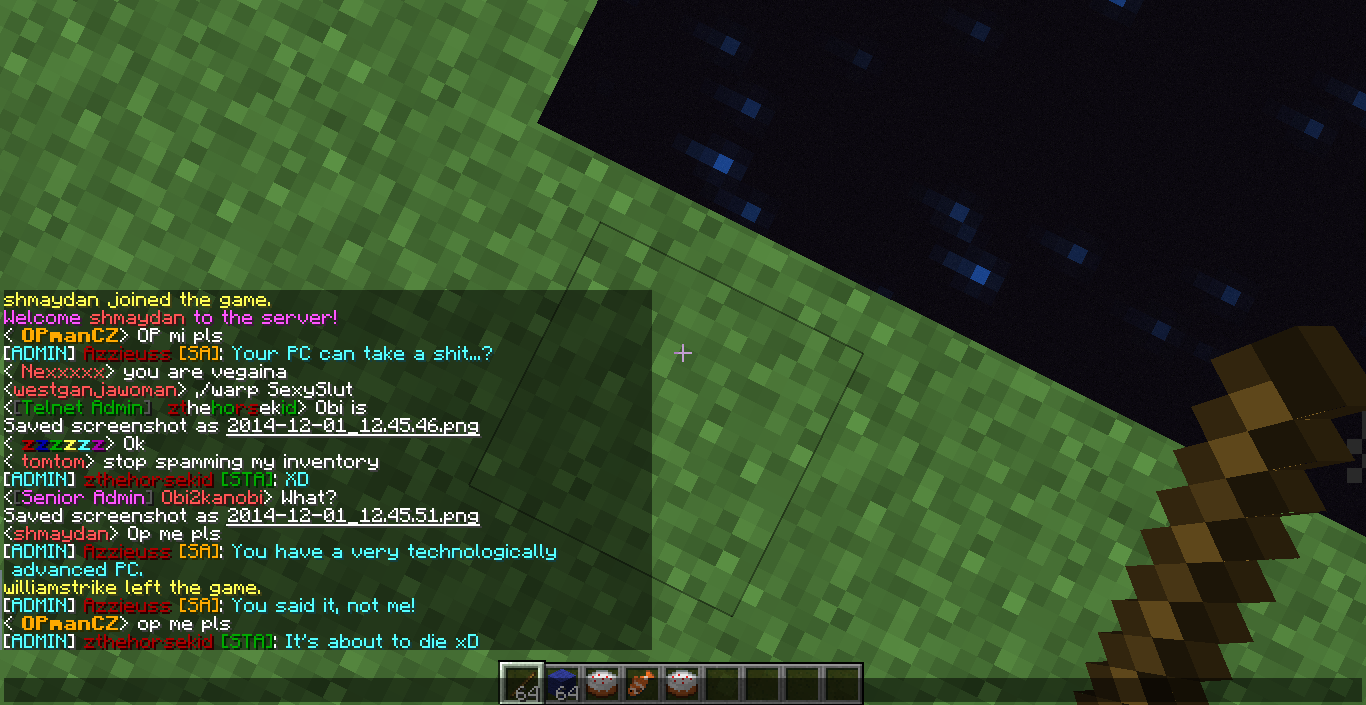 shmaydan joined the game.
Welcome shmaydan to the server!
< OPmanCZ> OP mi pls
[ADMIN] Azzieuss [SA]: Your PC can take a shit...?
< Nexxxxx> you are vegaina
<westganjawoman> ,/warp SexySlut
<[Telnet Admin] zthehorsekid> Obi is
Saved screenshot as 2014-12-01_12.45.46.png
< zzzzzz> Ok
< tomtom> stop spamming my inventory
[ADMIN] zthehorsekid [STA]: XD
<[Senior Admin] Obi2kanobi> What?
Saved screenshot as 2014-12-01_12.45.51.png
<shmaydan> Op me pls
[ADMIN] Azzieuss [SA]: You have a very technologically
advanced PC.
williamstrike left the game.
[ADMIN] Azzieuss [SA]: You said it, not me!
< OPmanCZ> op me pls
[ADMIN] zthehorsekid [STA]: It's about to die xD
64 64